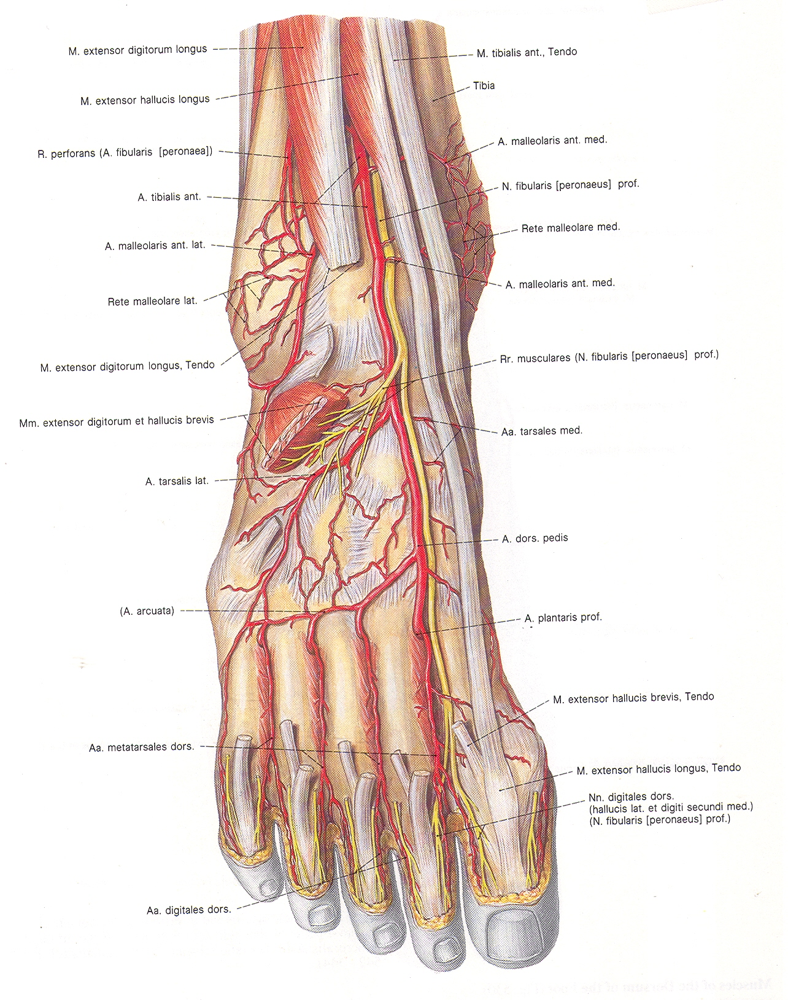 M. extensor digitorum longus
M. extensor hallucis longus
R. perforans (A. fibularis [peronaea])
A. tibialis ant.
A. malleolaris ant. lat.
Rete malleolare lat.
M. extensor digitorum longus, Tendo
Mm. extensor digitorum et hallucis brevis
A. tarsalis lat.
(A. arcuata)
Aa. metatarsales dors.
Aa. digitales dors.
M. tibialis ant., Tendo
Tibia
A. malleolaris ant. med.
N. fibularis [peronaeus] prof.
Rete malleolare med.
A. malleolaris ant. med.
Rr. musculares (N. fibularis [peronaeus] prof.)
Aa. tarsales med.
A. dors. pedis
A. plantaris prof.
M. extensor hallucis brevis, Tendo
M. extensor hallucis longus, Tendo
Nn. digitales dors.
(hallucis lat. et digiti secundi med.)
(N. fibularis [peronaeus] prof.)